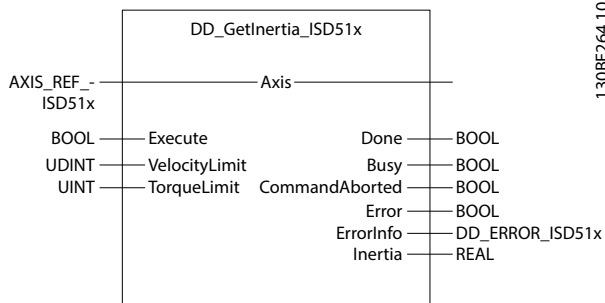 DD_GetInertia_ISD51x
AXIS_REF_-
ISD51x
Axis
BOOL Execute Done BOOL
UDINT VelocityLimit Busy BOOL
UINT TorqueLimit CommandAborted BOOL
Error BOOL
ErrorInfo DD_ERROR_ISD51x
Inertia REAL
130BE264.10